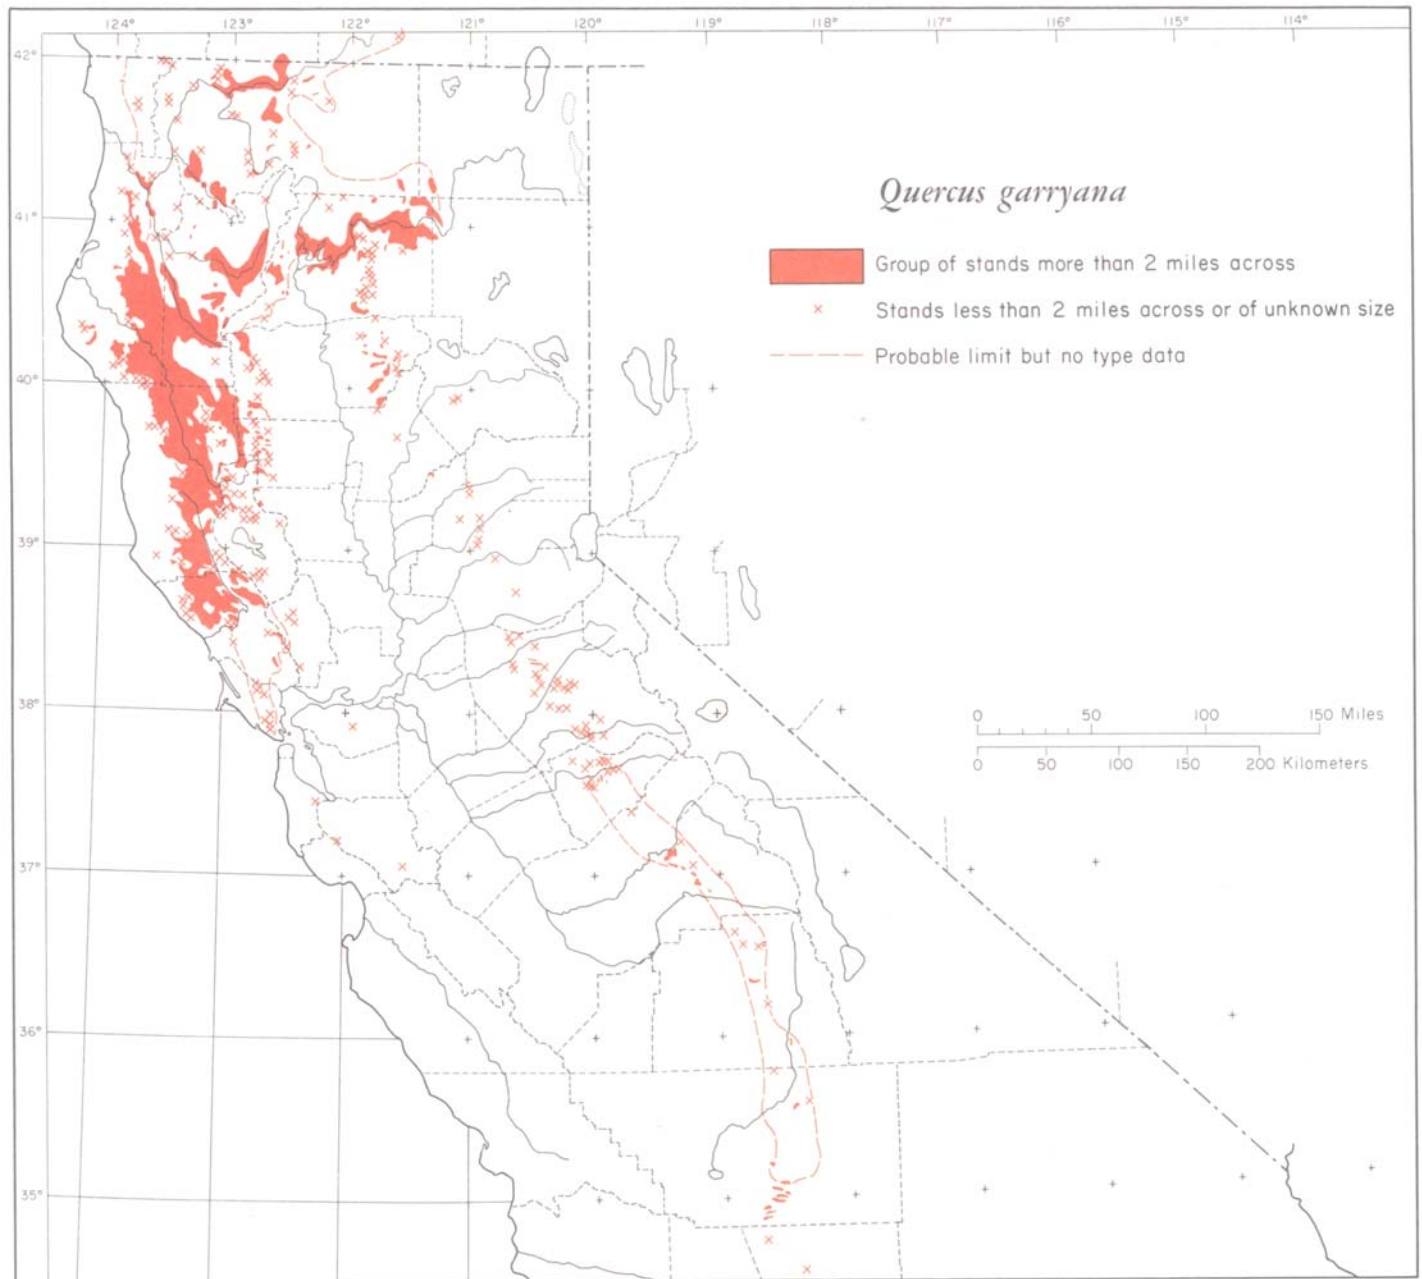 124° 123° 122° 121° 120° 119° 118° 117° 116° 115° 114°
42°
Quercus garryana
41°
Group of stands more than 2 miles across
Stands less than 2 miles across or of unknown size
Probable limit but no type data
40°
39°
38°
0 50 100 150 Miles
0 50 100 150 200 Kilometers
37°
36°
35°